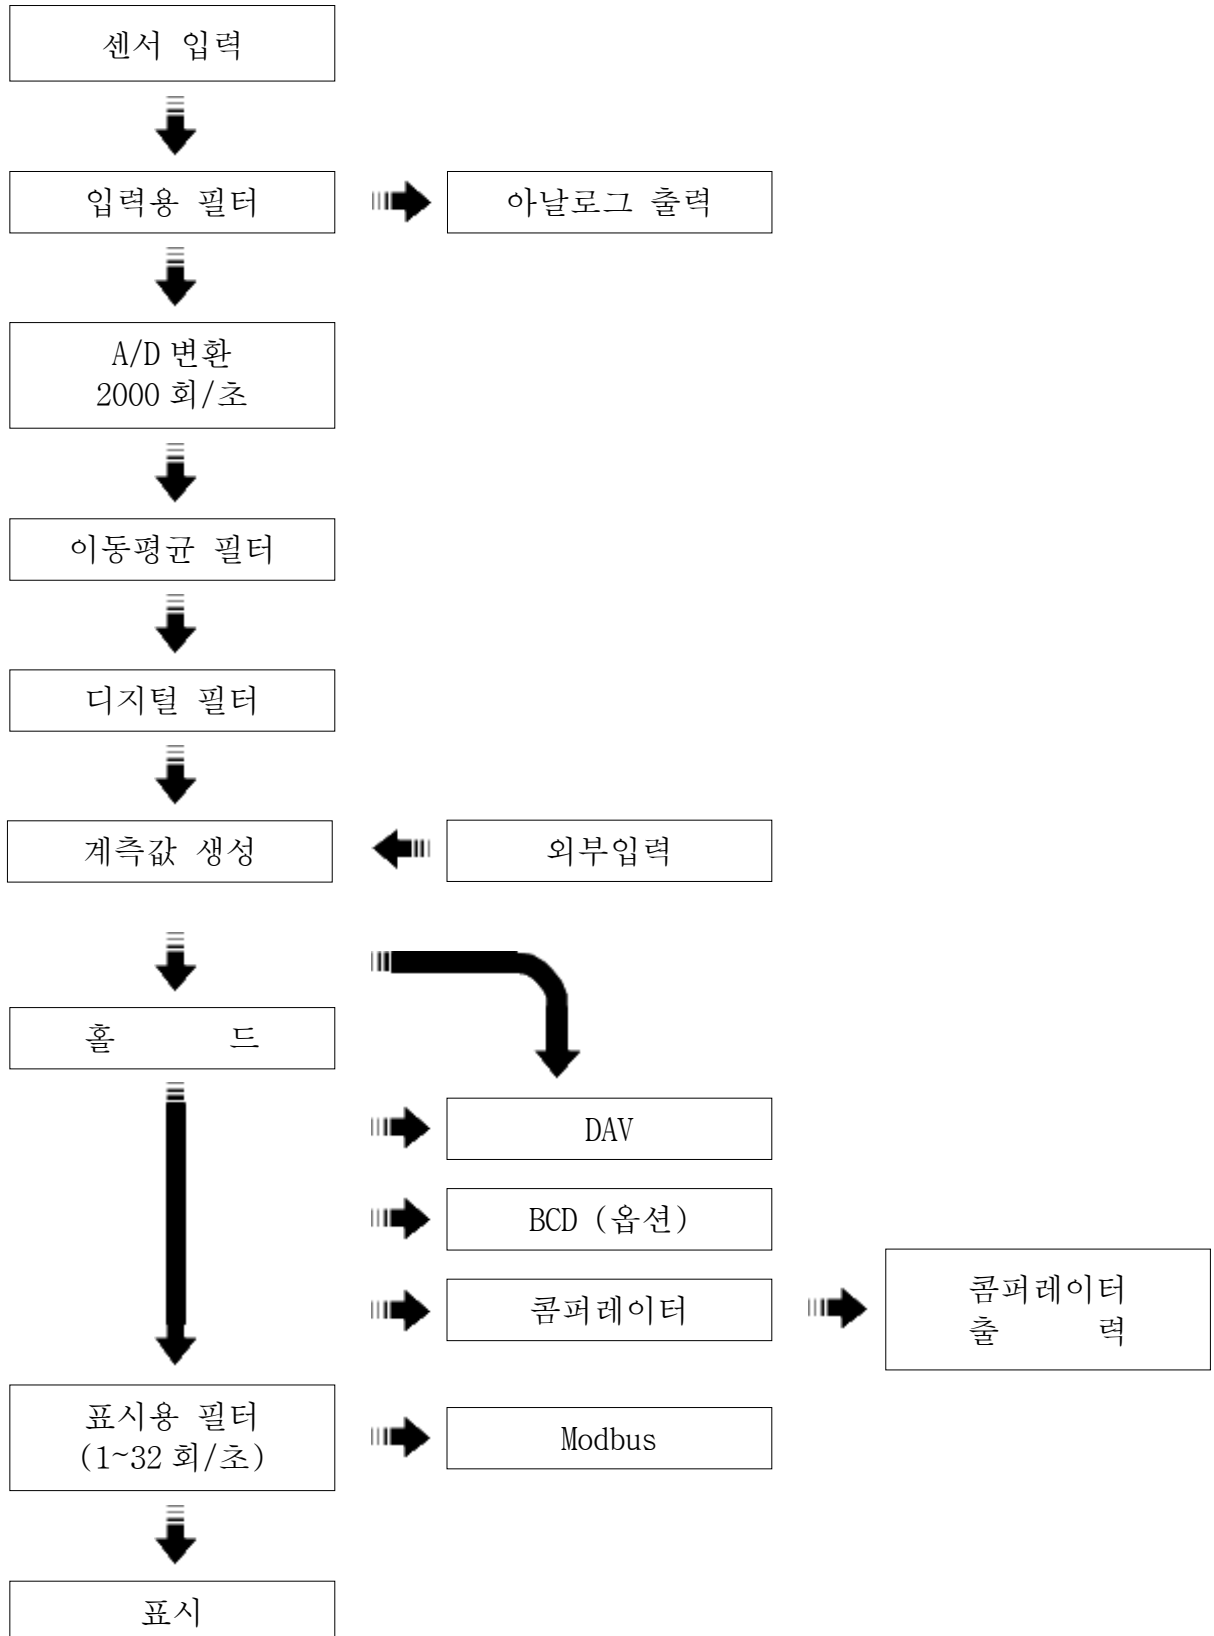 센서 입력
입력용 필터
아날로그 출력
A/D 변환
2000 회/초
이동평균 필터
디지털 필터
계측값 생성
외부입력
홀 드
DAV
BCD (옵션)
콤퍼레이터
콤퍼레이터
출 력
표시용 필터
(1~32 회/초)
Modbus
표시